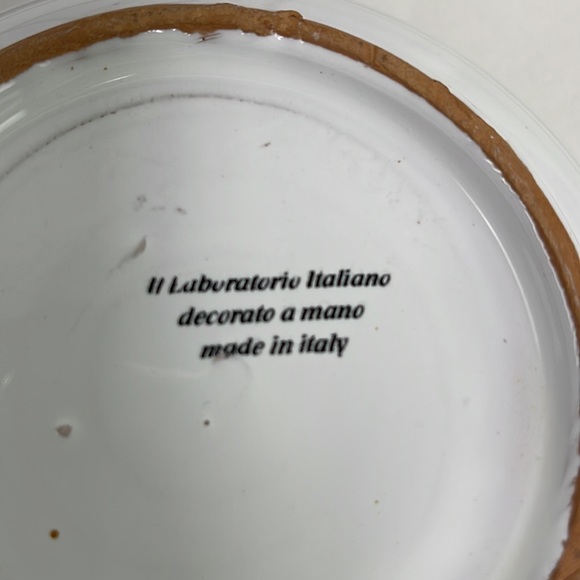 Il Laboratorio Italiano
decorato a mano
made in italy